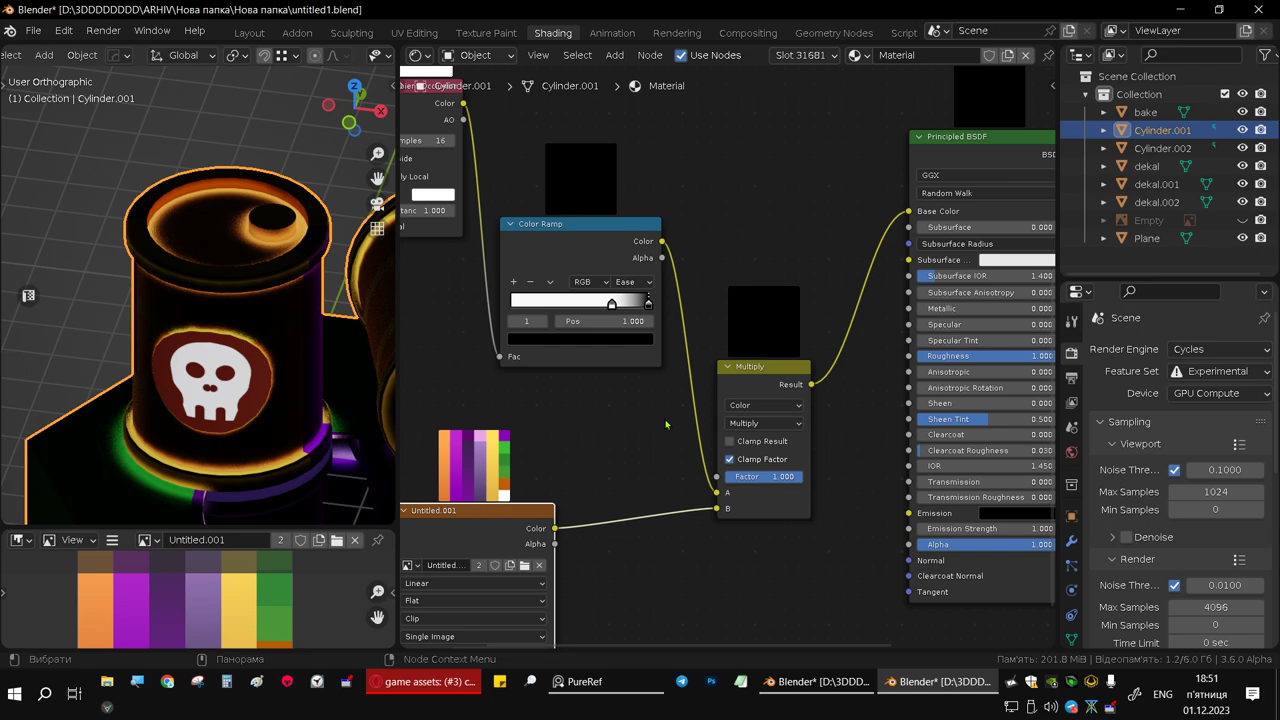 Blender* [D:\3DDDDDDDD\ARHIV\Нова папка\Нова папка\untitled1.blend]
File Edit Render Window Help
Layout Adding Sculpting UV Editing Texture Paint Shading Animation Rendering Compositing Geometry Nodes Script
Scene
ViewLayer
elect Add Object
Global
Object
View Select Add Node Use Nodes
Slot 316B1
Material
User Orthographic
(1) Collection | Cylinder.001
Z
Y
X
Cylinder.001 > Cylinder.001 > Material
Color
AO
mples 16
ide
y Local
tanc 1.000
Color Ramp
Color
Alpha
RGB
Ease
1
Pos 1.000
Fac
Multiply
Result
Color
Multiply
Clamp Result
Clamp Factor
Factor 1.000
A
B
Untitled.001
Color
Alpha
Untitled.... 2
Linear
Flat
Clip
Single Image
Principled BSDF
BSD
GGX
Random Walk
Base Color
Subsurface 0.000
Subsurface Radius
Subsurface ...
Subsurface IOR 1.400
Subsurface Anisotropy 0.000
Metallic 0.000
Specular 0.000
Specular Tint 0.000
Roughness 1.000
Anisotropic 0.000
Anisotropic Rotation 0.000
Sheen 0.000
Sheen Tint 0.500
Clearcoat 0.000
Clearcoat Roughness 0.030
IOR 1.450
Transmission 0.000
Transmission Roughness 0.000
Emission
Emission Strength 1.000
Alpha 1.000
Normal
Clearcoat Normal
Tangent
View
Untitled.001
2
Scene Collection
Collection
bake
Cylinder.001
Cylinder.002
dekal
dekal.001
dekal.002
Empty
Plane
Scene
Render Engine Cycles
Feature Set Experimental
Device GPU Compute
Sampling
Viewport
Noise Thre... 0.1000
Max Samples 1024
Min Samples 0
Denoise
Render
Noise Thre... 0.0100
Max Samples 4096
Min Samples 0
Time Limit 0 sec
Вибрати
Панорама
Node Context Menu
Пам'ять: 201.8 MiB | Відеопам'ять: 1.2/6.0 Гб | 3.6.0 Alpha
game assets: (#3) c...
PureRef
Blender* [D:\3DDD...
Blender* [D:\3DDD...
ENG
18:51
п'ятниця
01.12.2023